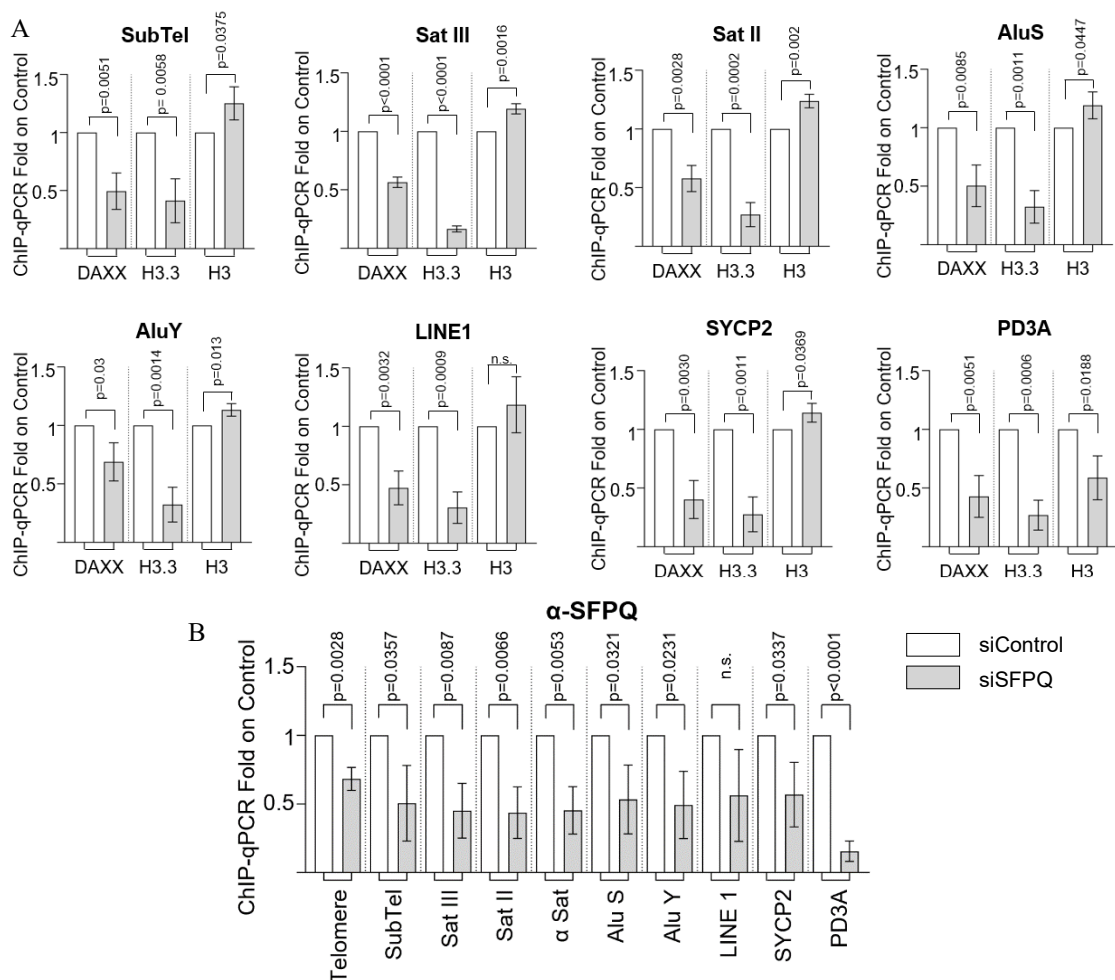 A
SubTel
Sat III
Sat II
AluS
ChIP-qPCR Fold on Control
1.5
1
0.5
p=0.0051
p= 0.0058
p=0.0375
DAXX H3.3 H3
ChIP-qPCR Fold on Control
1.5
1
0.5
p<0.0001
p<0.0001
p=0.0016
DAXX H3.3 H3
ChIP-qPCR Fold on Control
1.5
1
0.5
p=0.0028
p=0.0002
p=0.002
DAXX H3.3 H3
ChIP-qPCR Fold on Control
1.5
1
0.5
p=0.0085
p=0.0011
p=0.0447
DAXX H3.3 H3
AluY
LINE1
SYCP2
PD3A
ChIP-qPCR Fold on Control
1.5
1
0.5
p=0.03
p=0.0014
p=0.013
DAXX H3.3 H3
ChIP-qPCR Fold on Control
1.5
1
0.5
p=0.0032
p=0.0009
n.s.
DAXX H3.3 H3
ChIP-qPCR Fold on Control
1.5
1
0.5
p=0.0030
p=0.0011
p=0.0369
DAXX H3.3 H3
ChIP-qPCR Fold on Control
1.5
1
0.5
p=0.0051
p=0.0006
p=0.0188
DAXX H3.3 H3
B
α-SFPQ
ChIP-qPCR Fold on Control
1.5
1
0.5
p=0.0028
p=0.0357
p=0.0087
p=0.0066
p=0.0053
p=0.0321
p=0.0231
n.s.
p=0.0337
p<0.0001
Telomere
SubTel
Sat III
Sat II
α Sat
Alu S
Alu Y
LINE 1
SYCP2
PD3A
siControl
siSFPQ